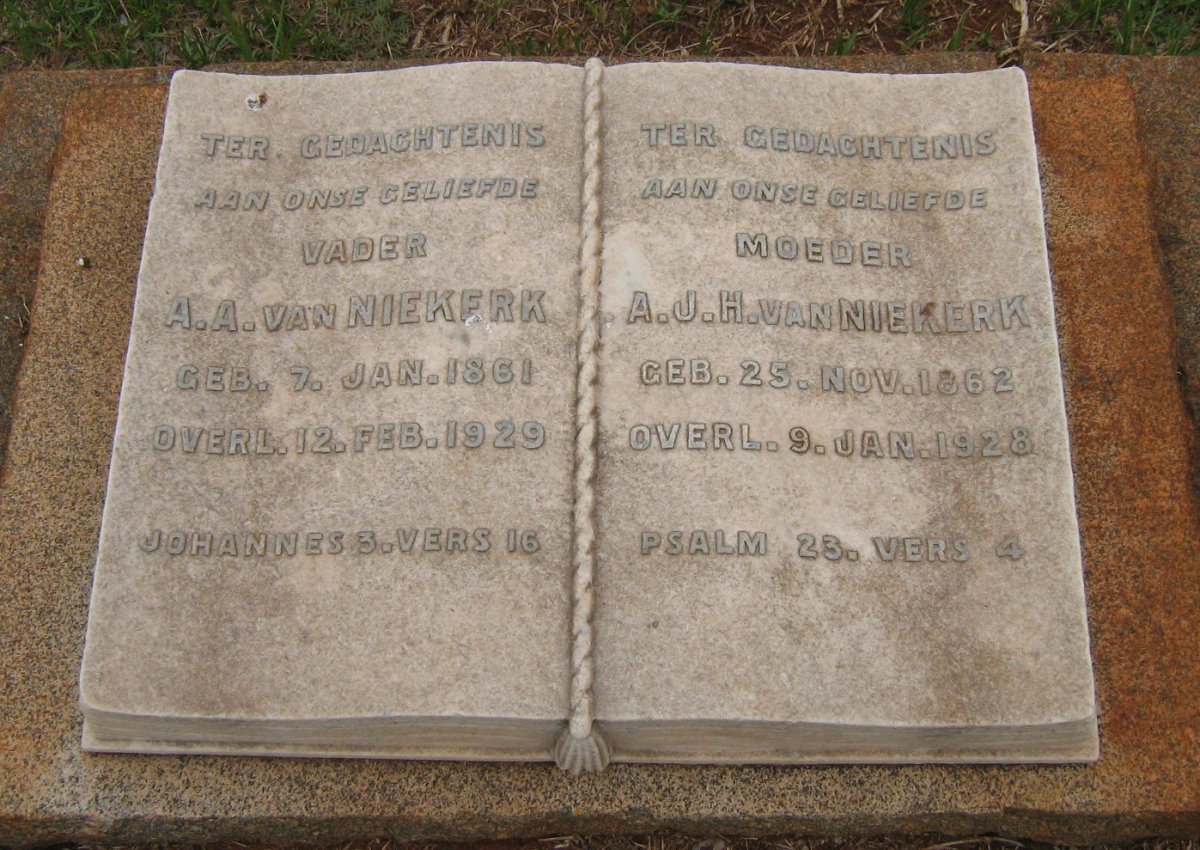 TER GEDACHTENIS
AAN ONSE GELIEFDE
VADER
A.A. VAN NIEKERK
GEB. 7. JAN. 1861
OVERL. 12. FEB. 1929
JOHANNES 3. VERS 16
TER GEDACHTENIS
AAN ONSE GELIEFDE
MOEDER
A.J.H. VAN NIEKERK
GEB. 25. NOV. 1862
OVERL. 9. JAN. 1928
PSALM 23. VERS 4